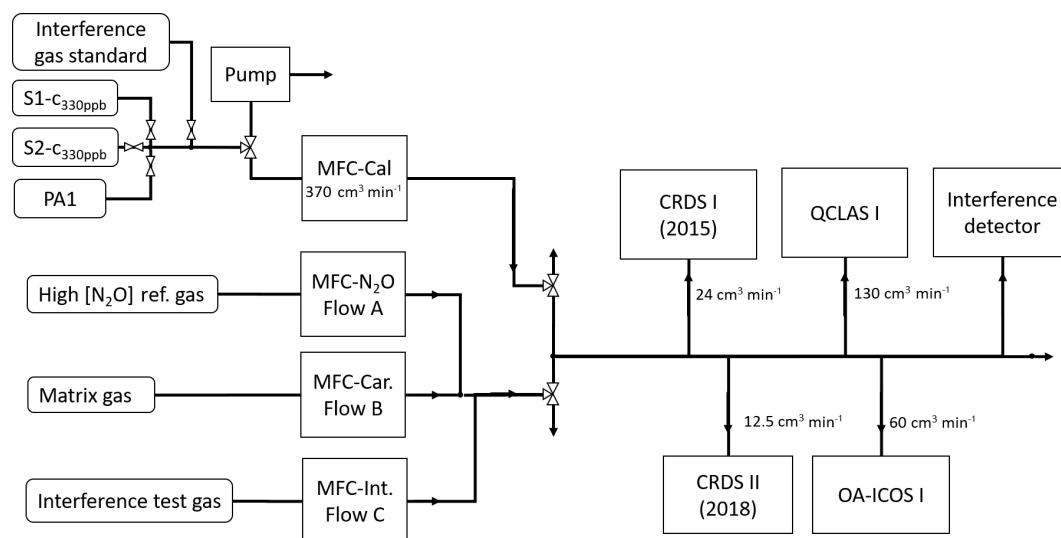 Interference
gas standard
S1-c330ppb
S2-c330ppb
PA1
Pump
MFC-Cal
370 cm³ min⁻¹
High [N₂O] ref. gas
MFC-N₂O
Flow A
Matrix gas
MFC-Car.
Flow B
Interference test gas
MFC-Int.
Flow C
CRDS I
(2015)
QCLAS I
Interference
detector
24 cm³ min⁻¹
130 cm³ min⁻¹
12.5 cm³ min⁻¹
60 cm³ min⁻¹
CRDS II
(2018)
OA-ICOS I